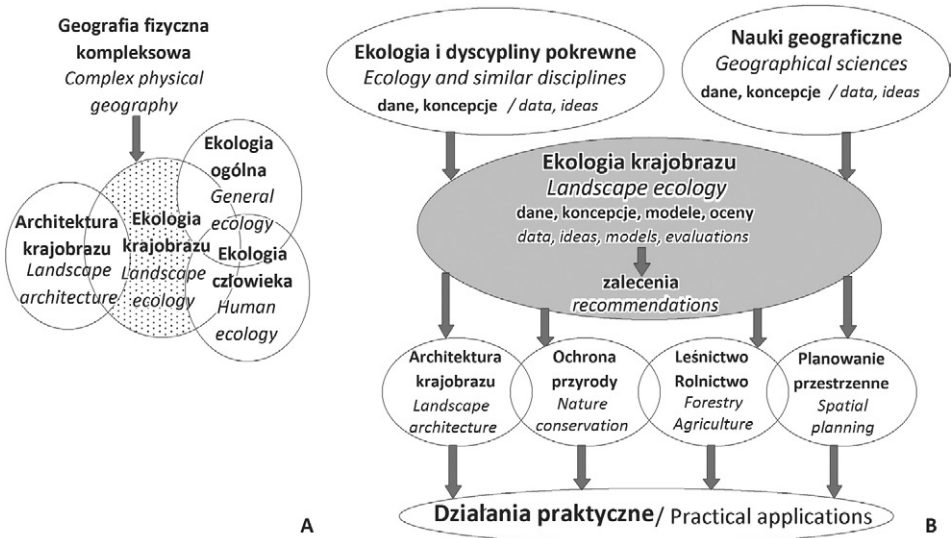 Geografia fizyczna
kompleksowa
Complex physical
geography
Ekologia
ogólna
General
ecology
Architektura
krajobrazu
Landscape
architecture
Ekologia
krajobrazu
Landscape
ecology
Ekologia
człowieka
Human
ecology
A
Ekologia i dyscypliny pokrewne
Ecology and similar disciplines
dane, koncepcje / data, ideas
Nauki geograficzne
Geographical sciences
dane, koncepcje / data, ideas
Ekologia krajobrazu
Landscape ecology
dane, koncepcje, modele, oceny
data, ideas, models, evaluations
zalecenia
recommendations
Architektura
krajobrazu
Landscape
architecture
Ochrona
przyrody
Nature
conservation
Leśnictwo
Rolnictwo
Forestry
Agriculture
Planowanie
przestrzenne
Spatial
planning
Działania praktyczne/ Practical applications
B